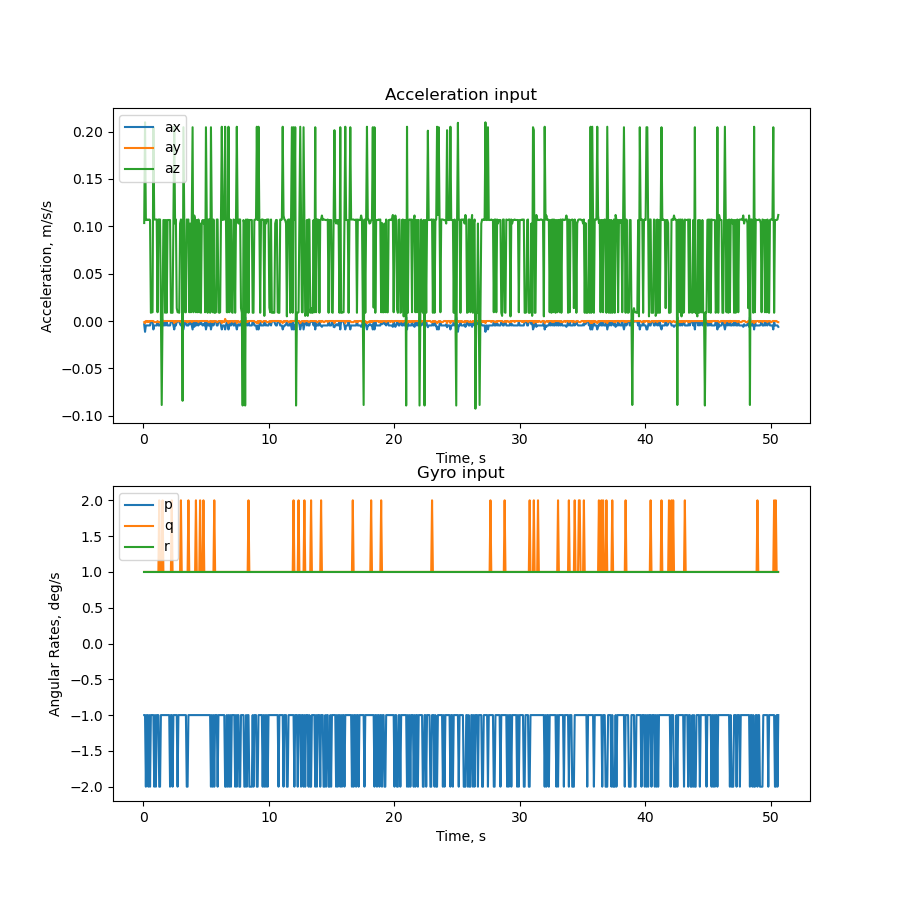 Acceleration input
ax
ay
az
0.20
0.15
0.10
0.05
0.00
−0.05
−0.10
Acceleration, m/s/s
0 10 20 30 40 50
Time, s
Gyro input
p
q
r
2.0
1.5
1.0
0.5
0.0
−0.5
−1.0
−1.5
−2.0
Angular Rates, deg/s
0 10 20 30 40 50
Time, s